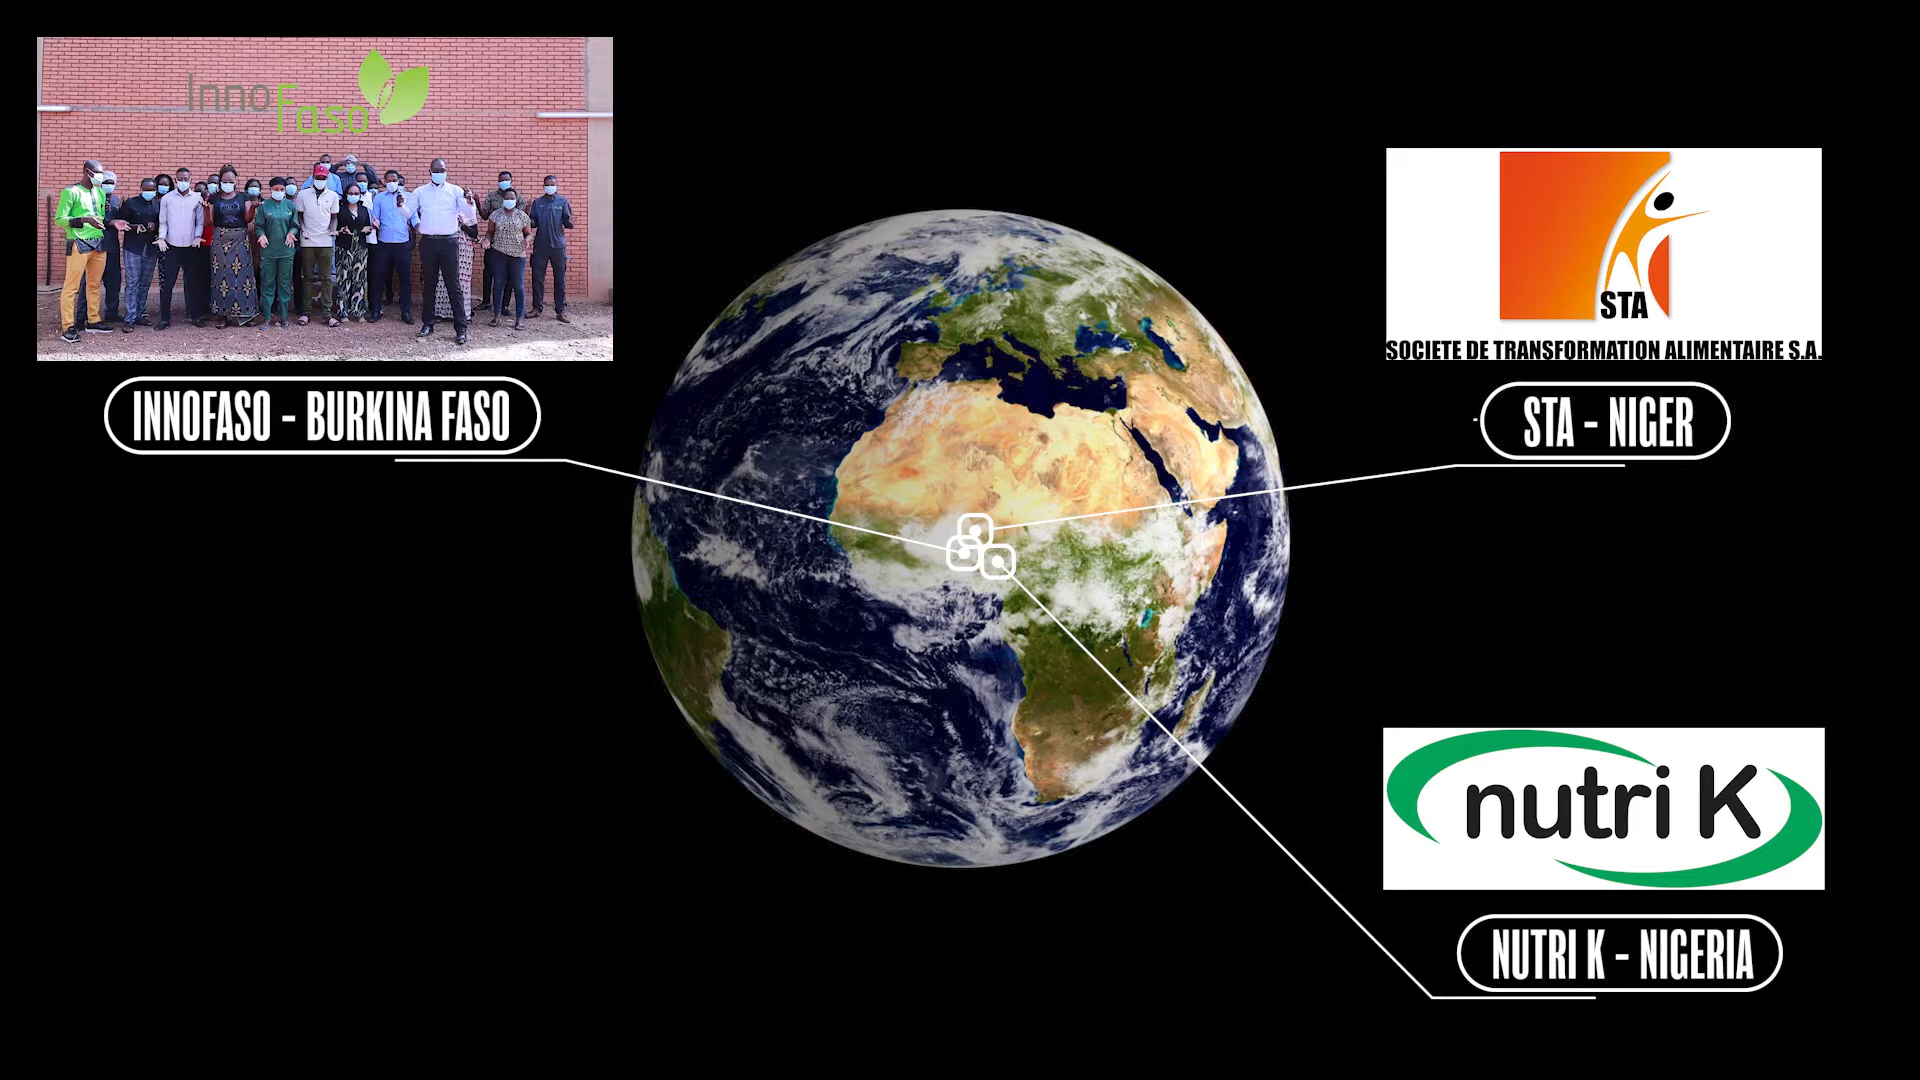 InnoFaso
INNOFASO - BURKINA FASO
STA
SOCIETE DE TRANSFORMATION ALIMENTAIRE S.A.
STA - NIGER
nutri K
NUTRI K - NIGERIA